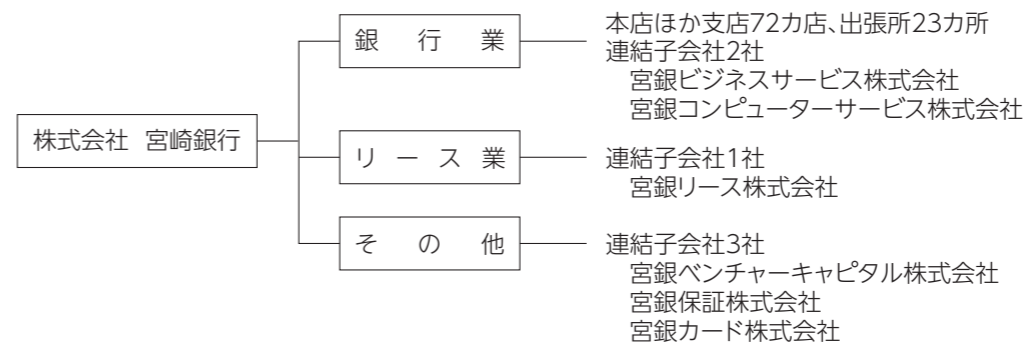 株式会社 宮崎銀行
銀行業
本店ほか支店72カ店、出張所23カ所
連結子会社2社
宮銀ビジネスサービス株式会社
宮銀コンピューターサービス株式会社
リース業
連結子会社1社
宮銀リース株式会社
その他
連結子会社3社
宮銀ベンチャーキャピタル株式会社
宮銀保証株式会社
宮銀カード株式会社